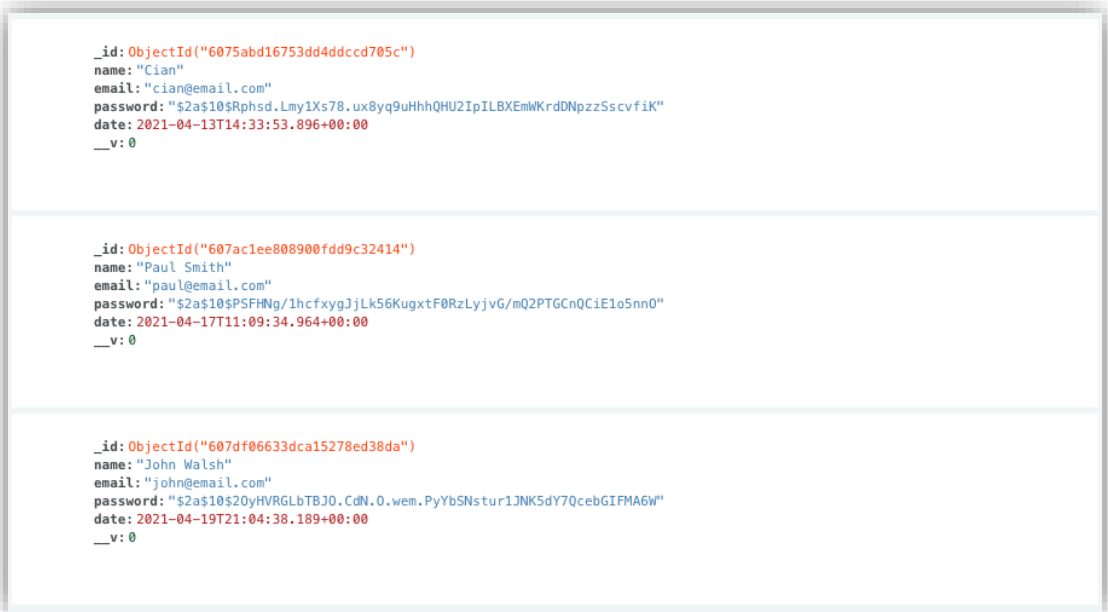 _id: ObjectId("6075abd16753dd4ddccd705c")
name: "Cian"
email: "cian@email.com"
password: "$2a$10$Rphsd.Lmy1Xs78.ux8yq9uHhhQHU2IpILBXEmWKrdDNpzzSscvfiK"
date: 2021-04-13T14:33:53.896+00:00
__v: 0
_id: ObjectId("607ac1ee808900fdd9c32414")
name: "Paul Smith"
email: "paul@email.com"
password: "$2a$10$PSFHNg/1hcfxygJjLk56KugxtF0RzLyjvG/mQ2PTGCnQCiE1o5nnO"
date: 2021-04-17T11:09:34.964+00:00
__v: 0
_id: ObjectId("607df06633dca15278ed38da")
name: "John Walsh"
email: "john@email.com"
password: "$2a$10$2OyHVRGLbTBJO.CdN.O.wem.PyYbSNstur1JNK5dY7QcebGIFMA6W"
date: 2021-04-19T21:04:38.189+00:00
__v: 0